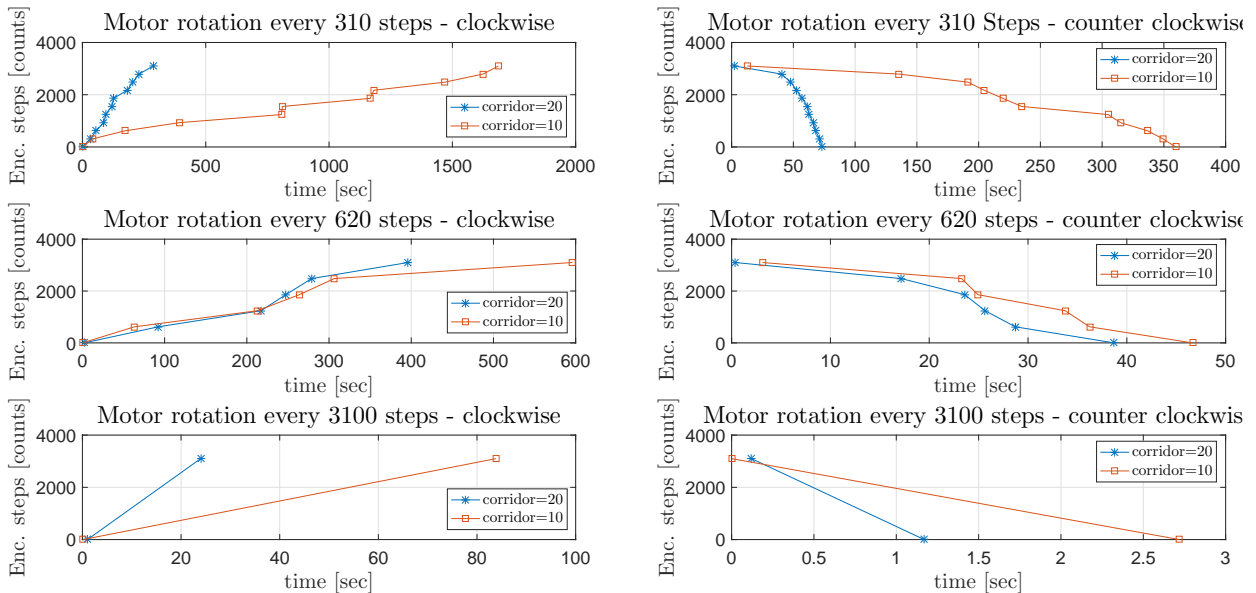 Motor rotation every 310 steps - clockwise
Enc. steps [counts]
4000
2000
0
0
500
1000
1500
2000
time [sec]
corridor=20
corridor=10
Motor rotation every 310 Steps - counter clockwise
Enc. steps [counts]
4000
2000
0
0
50
100
150
200
250
300
350
400
time [sec]
corridor=20
corridor=10
Motor rotation every 620 steps - clockwise
Enc. steps [counts]
4000
2000
0
0
100
200
300
400
500
600
time [sec]
corridor=20
corridor=10
Motor rotation every 620 steps - counter clockwise
Enc. steps [counts]
4000
2000
0
0
10
20
30
40
50
time [sec]
corridor=20
corridor=10
Motor rotation every 3100 steps - clockwise
Enc. steps [counts]
4000
2000
0
0
20
40
60
80
100
time [sec]
corridor=20
corridor=10
Motor rotation every 3100 steps - counter clockwis
Enc. steps [counts]
4000
2000
0
0
0.5
1
1.5
2
2.5
3
time [sec]
corridor=20
corridor=10